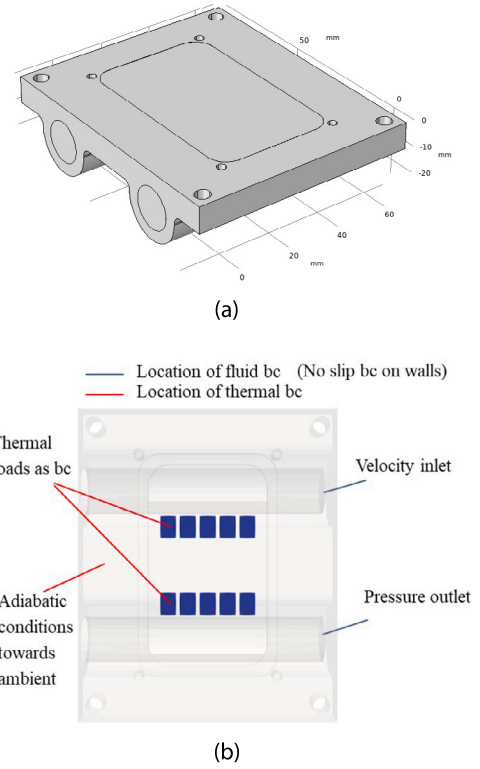 50 mm
0
0
-10
mm
-20
60
40
20
mm
0
(a)
Location of fluid bc (No slip bc on walls)
Location of thermal bc
as bc
Velocity inlet
Adiabatic
conditions
towards
ambient
Pressure outlet
(b)